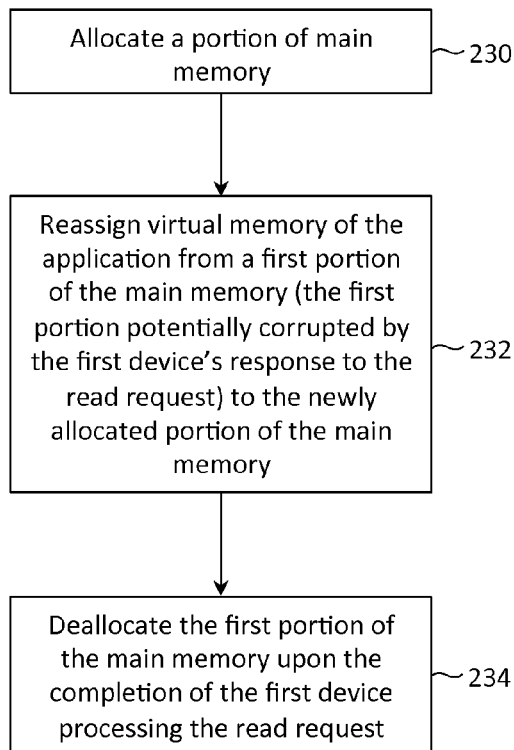 Allocate a portion of main
memory
230
Reassign virtual memory of the
application from a first portion
of the main memory (the first
portion potentially corrupted by
the first device's response to the
read request) to the newly
allocated portion of the main
memory
232
Deallocate the first portion of
the main memory upon the
completion of the first device
processing the read request
234